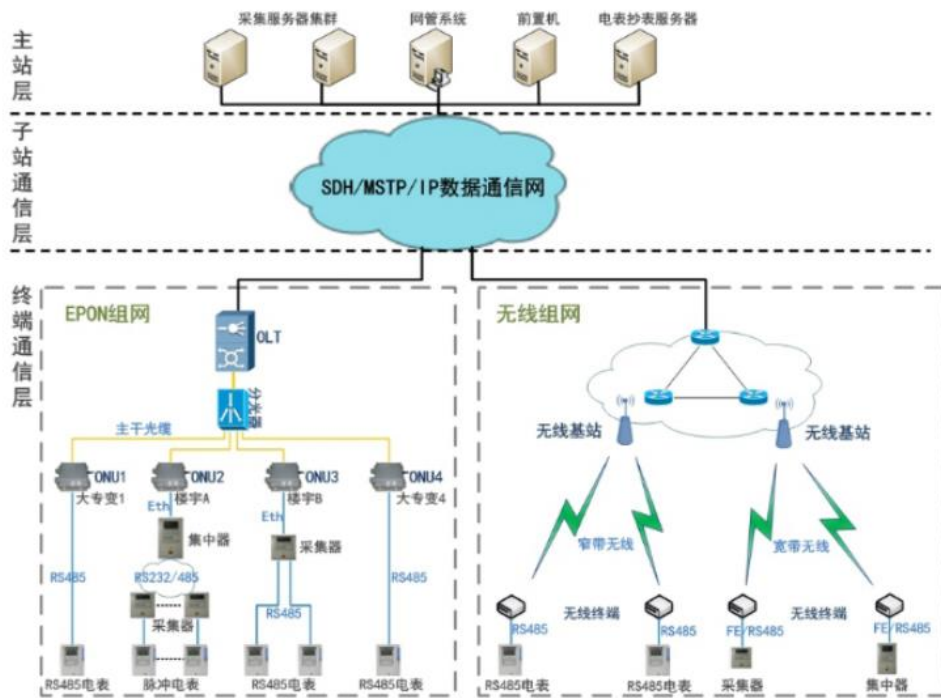 采集服务器集群
网管系统
前置机
电表抄表服务器
主站层
子站通信层
SDH/MSTP/IP数据通信网
终端通信层
EPON组网
OLT
分光器
主干光缆
ONU1
ONU2
ONU3
ONU4
大专变1
楼宇A
楼宇B
大专变4
Eth
Eth
集中器
采集器
RS485
RS232/485
RS485
RS485
采集器
RS485电表
脉冲电表
RS485电表
RS485电表
无线组网
无线基站
无线基站
窄带无线
宽带无线
无线终端
无线终端
RS485
RS485
FE/RS485
FE/RS485
RS485电表
RS485电表
采集器
集中器